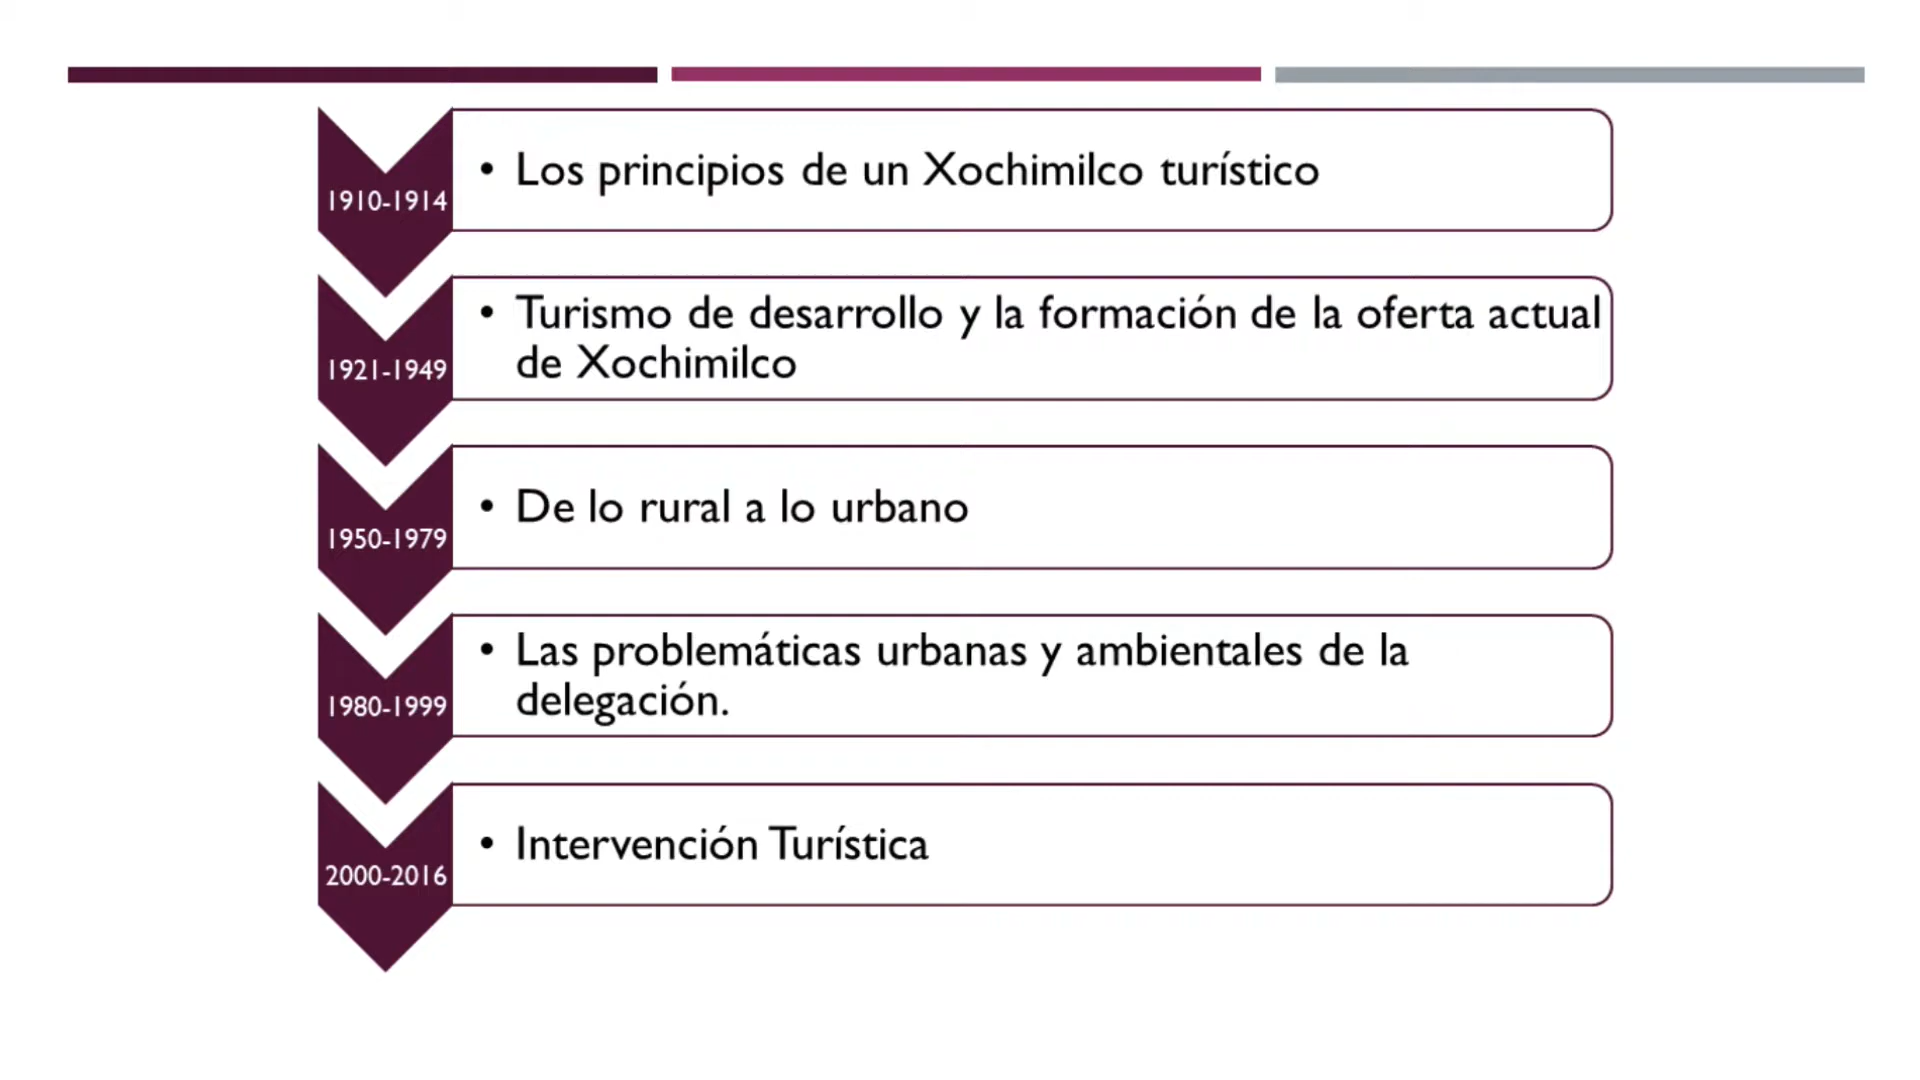 1910-1914
• Los principios de un Xochimilco turístico
1921-1949
• Turismo de desarrollo y la formación de la oferta actual
de Xochimilco
1950-1979
• De lo rural a lo urbano
1980-1999
• Las problemáticas urbanas y ambientales de la
delegación.
2000-2016
• Intervención Turística